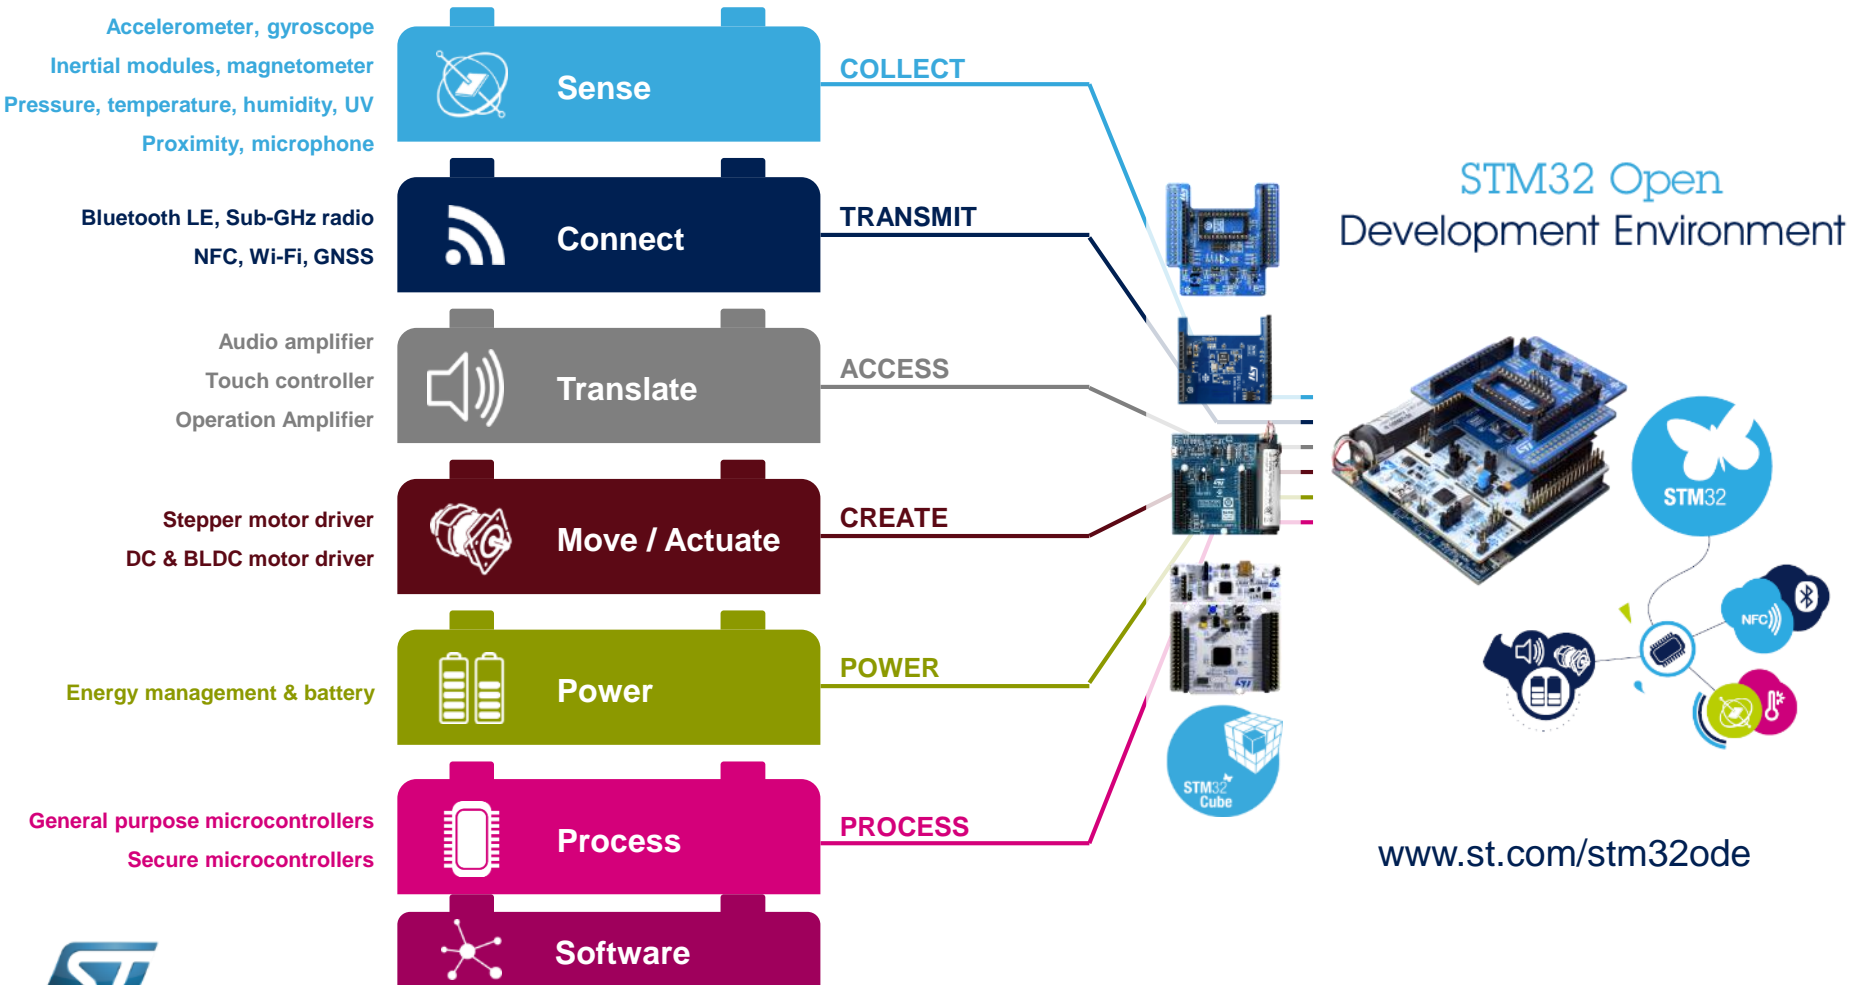 Accelerometer, gyroscope
Inertial modules, magnetometer
Pressure, temperature, humidity, UV
Proximity, microphone
Sense
COLLECT
Bluetooth LE, Sub-GHz radio
NFC, Wi-Fi, GNSS
Connect
TRANSMIT
Audio amplifier
Touch controller
Operation Amplifier
Translate
ACCESS
Stepper motor driver
DC & BLDC motor driver
Move / Actuate
CREATE
Energy management & battery
Power
POWER
General purpose microcontrollers
Secure microcontrollers
Process
PROCESS
Software
STM32
Cube
STM32 Open
Development Environment
STM32
NFC
www.st.com/stm32ode